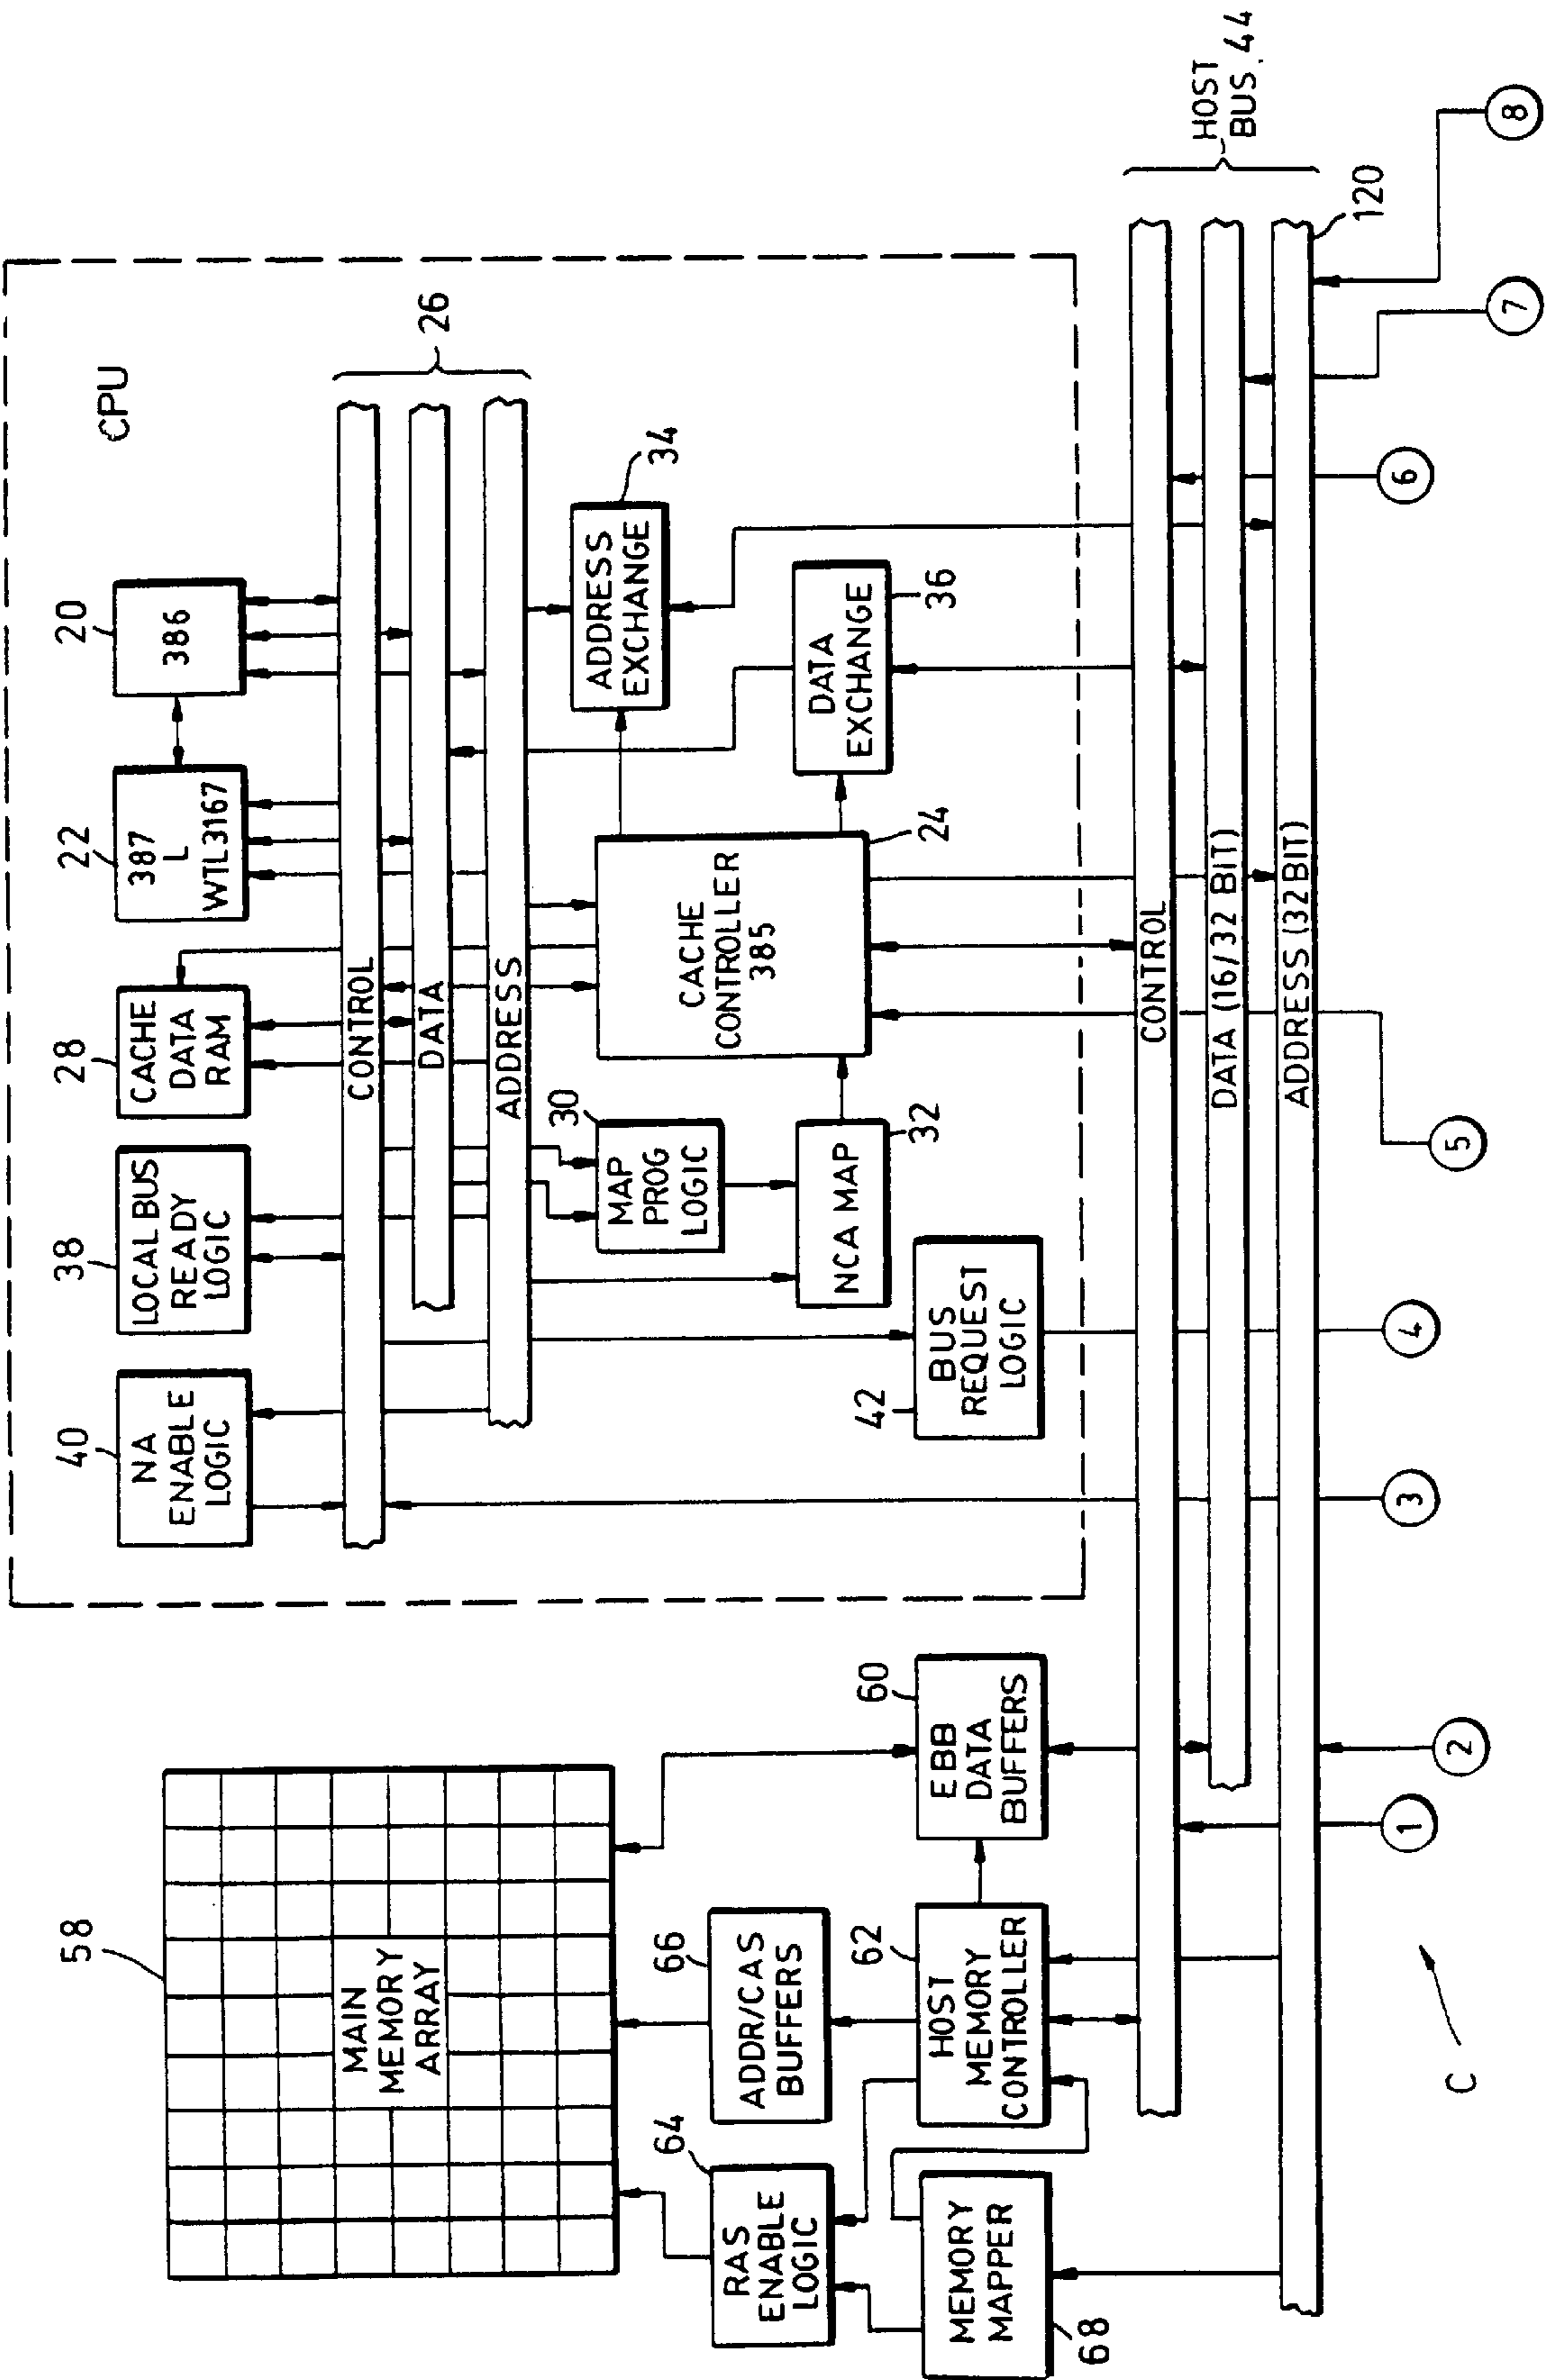 58
MAIN
MEMORY
ARRAY
64
RAS
ENABLE
LOGIC
66
ADDR/CAS
BUFFERS
68
MEMORY
MAPPER
62
HOST
MEMORY
CONTROLLER
60
EBB
DATA
BUFFERS
CPU
40
NA
ENABLE
LOGIC
38
LOCAL BUS
READY
LOGIC
28
CACHE
DATA
RAM
22
387
L
WTL3167
20
386
26
CONTROL
DATA
ADDRESS
30
MAP
PROG
LOGIC
32
NCA MAP
42
BUS
REQUEST
LOGIC
24
CACHE
CONTROLLER
385
34
ADDRESS
EXCHANGE
36
DATA
EXCHANGE
CONTROL
DATA (16/32 BIT)
ADDRESS (32 BIT)
HOST
BUS 44
120
C
1
2
3
4
5
6
7
8